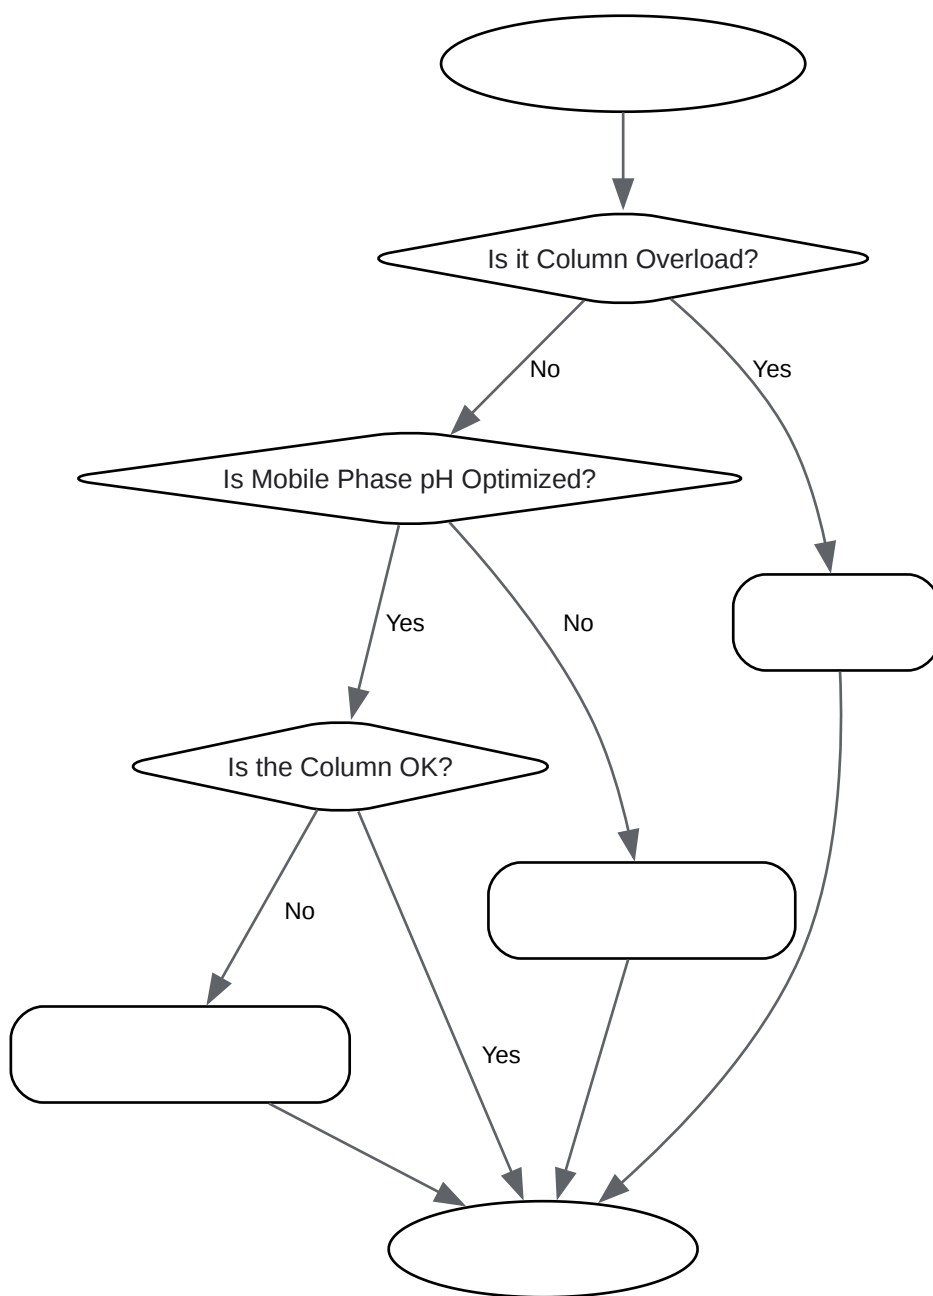 Is it Column Overload?
No
Yes
Is Mobile Phase pH Optimized?
Yes
No
Is the Column OK?
No
Yes